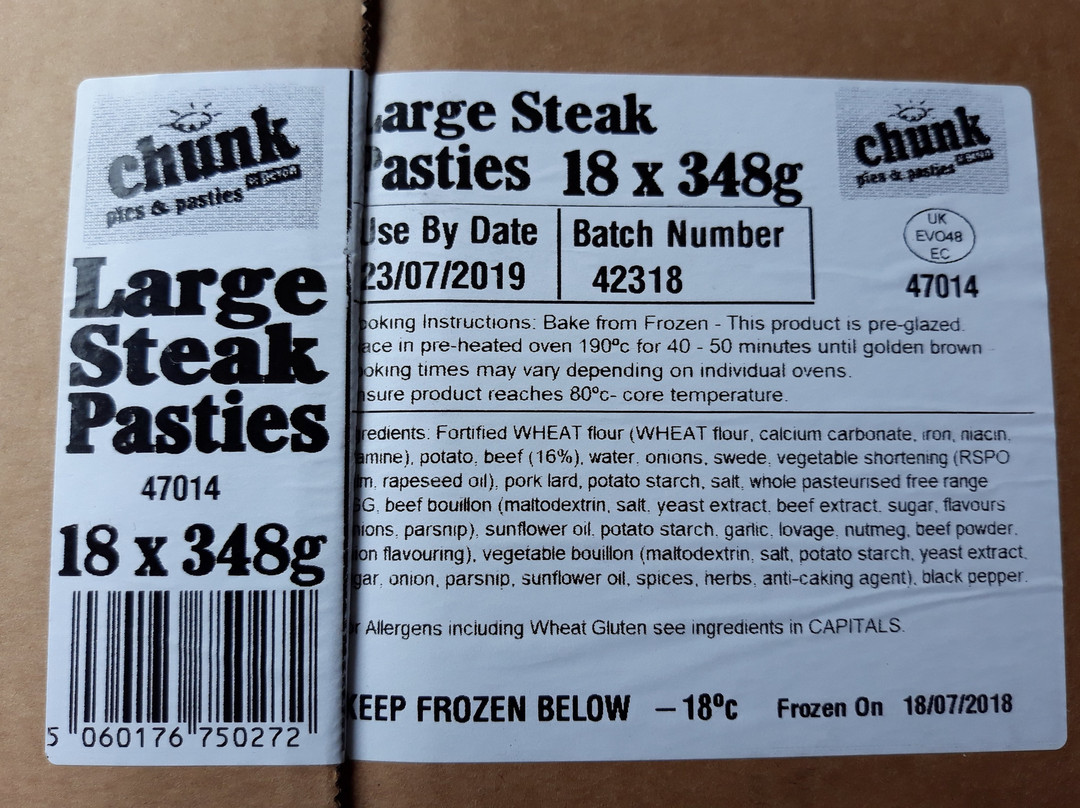 chunk
of Devon
pies & pasties
Large
Steak
Pasties
47014
18 x 348g
5 060176 750272
Large Steak
Pasties 18 x 348g
Use By Date
23/07/2019
Batch Number
42318
chunk
of Devon
pies & pasties
UK
EV048
EC
47014
ooking Instructions: Bake from Frozen - This product is pre-glazed.
ace in pre-heated oven 190ºc for 40 - 50 minutes until golden brown
ooking times may vary depending on individual ovens.
nsure product reaches 80ºc- core temperature.
redients: Fortified WHEAT flour (WHEAT flour, calcium carbonate, iron, niacin.
amine), potato, beef (16%), water, onions, swede, vegetable shortening (RSPO
m, rapeseed oil), pork lard, potato starch, salt, whole pasteurised free range
GG, beef bouillon (maltodextrin, salt, yeast extract, beef extract, sugar, flavours
nions, parsnip), sunflower oil, potato starch, garlic, lovage, nutmeg, beef powder,
on flavouring), vegetable bouillon (maltodextrin, salt, potato starch, yeast extract,
gar, onion, parsnip, sunflower oil, spices, herbs, anti-caking agent), black pepper.
r Allergens including Wheat Gluten see ingredients in CAPITALS.
KEEP FROZEN BELOW –18ºc Frozen On 18/07/2018